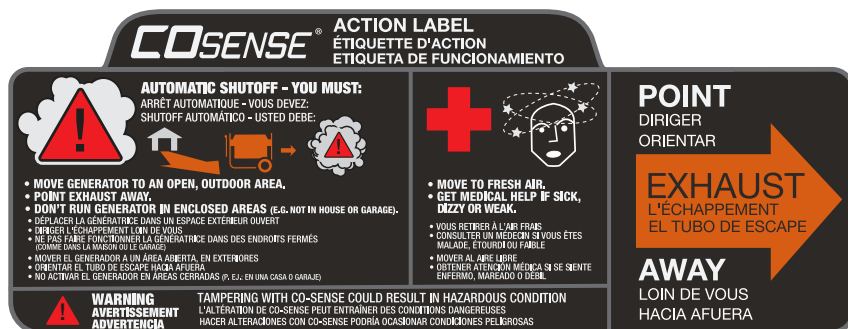 COSENSE®
ACTION LABEL
ÉTIQUETTE D'ACTION
ETIQUETA DE FUNCIONAMIENTO
AUTOMATIC SHUTOFF - YOU MUST:
ARRÊT AUTOMATIQUE - VOUS DEVEZ:
SHUTOFF AUTOMÁTICO - USTED DEBE:
• MOVE GENERATOR TO AN OPEN, OUTDOOR AREA.
• POINT EXHAUST AWAY.
• DON'T RUN GENERATOR IN ENCLOSED AREAS (E.G. NOT IN HOUSE OR GARAGE).
• DÉPLACER LA GÉNÉRATRICE DANS UN ESPACE EXTÉRIEUR OUVERT
• DIRIGER L'ÉCHAPPEMENT LOIN DE VOUS
• NE PAS FAIRE FONCTIONNER LA GÉNÉRATRICE DANS DES ENDROITS FERMÉS
(COMME DANS LA MAISON OU LE GARAGE)
• MOVER EL GENERADOR A UN ÁREA ABIERTA, EN EXTERIORES
• ORIENTAR EL TUBO DE ESCAPE HACIA AFUERA
• NO ACTIVAR EL GENERADOR EN ÁREAS CERRADAS (P. EJ.: EN UNA CASA O GARAJE)
• MOVE TO FRESH AIR.
• GET MEDICAL HELP IF SICK,
DIZZY OR WEAK.
• VOUS RETIRER À L'AIR FRAIS
• CONSULTER UN MÉDECIN SI VOUS ÊTES
MALADE, ÉTOURDI OU FAIBLE
• MOVER AL AIRE LIBRE
• OBTENER ATENCIÓN MÉDICA SI SE SIENTE
ENFERMO, MAREADO O DÉBIL
POINT
DIRIGER
ORIENTAR
EXHAUST
L'ÉCHAPPEMENT
EL TUBO DE ESCAPE
AWAY
LOIN DE VOUS
HACIA AFUERA
WARNING
AVERTISSEMENT
ADVERTENCIA
TAMPERING WITH CO-SENSE COULD RESULT IN HAZARDOUS CONDITION
L'ALTÉRATION DE CO-SENSE PEUT ENTRAÎNER DES CONDITIONS DANGEREUSES
HACER ALTERACIONES CON CO-SENSE PODRÍA OCASIONAR CONDICIONES PELIGROSAS